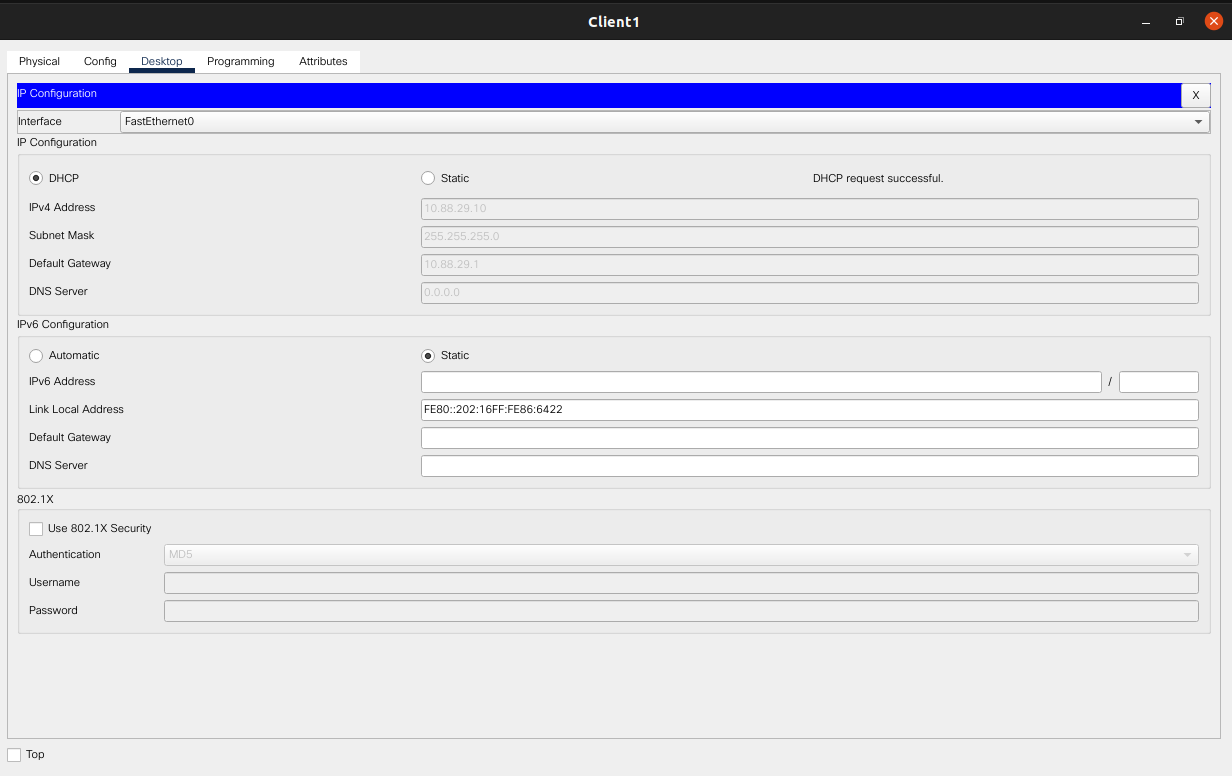 Client1
Physical Config Desktop Programming Attributes
IP Configuration X
Interface FastEthernet0
IP Configuration
DHCP Static DHCP request successful.
IPv4 Address 10.88.29.10
Subnet Mask 255.255.255.0
Default Gateway 10.88.29.1
DNS Server 0.0.0.0
IPv6 Configuration
Automatic Static
IPv6 Address /
Link Local Address FE80::202:16FF:FE86:6422
Default Gateway
DNS Server
802.1X
Use 802.1X Security
Authentication MD5
Username
Password
Top